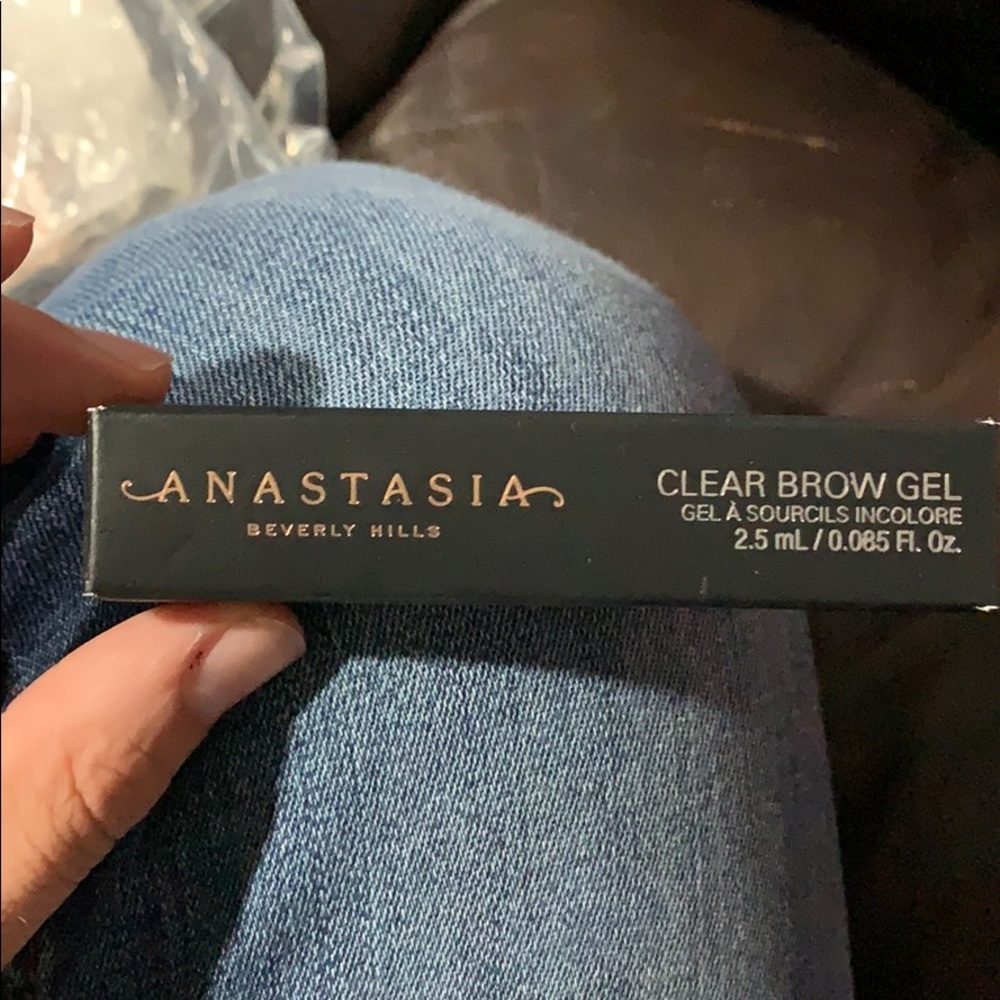 ANASTASIA
BEVERLY HILLS
CLEAR BROW GEL
GEL À SOURCILS INCOLORE
2.5 mL / 0.085 Fl. Oz.